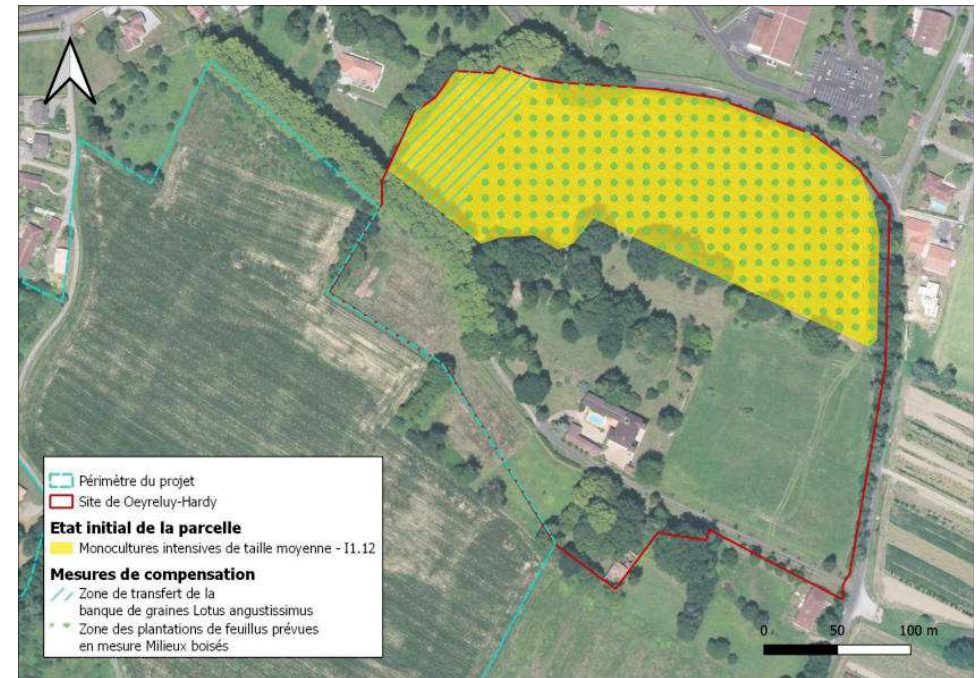 Périmètre du projet
Site de Oeyreluy-Hardy
Etat initial de la parcelle
Monocultures intensives de taille moyenne - I1.12
Mesures de compensation
Zone de transfert de la
banque de graines Lotus angustissimus
Zone des plantations de feuillus prévues
en mesure Milieux boisés
0 50 100 m